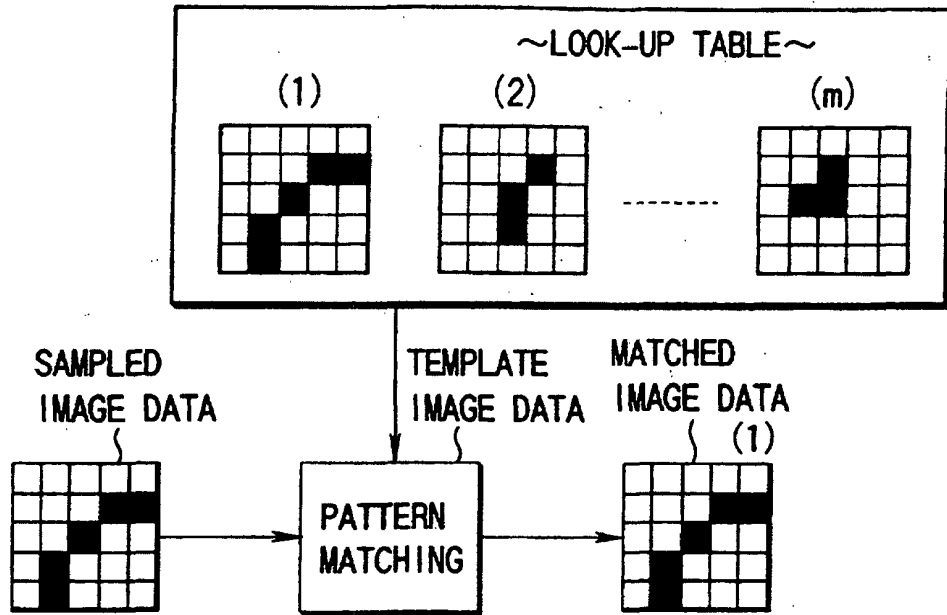 ~LOOK-UP TABLE~
(1)
(2)
(m)
SAMPLED
IMAGE DATA
TEMPLATE
IMAGE DATA
MATCHED
IMAGE DATA
(1)
PATTERN
MATCHING